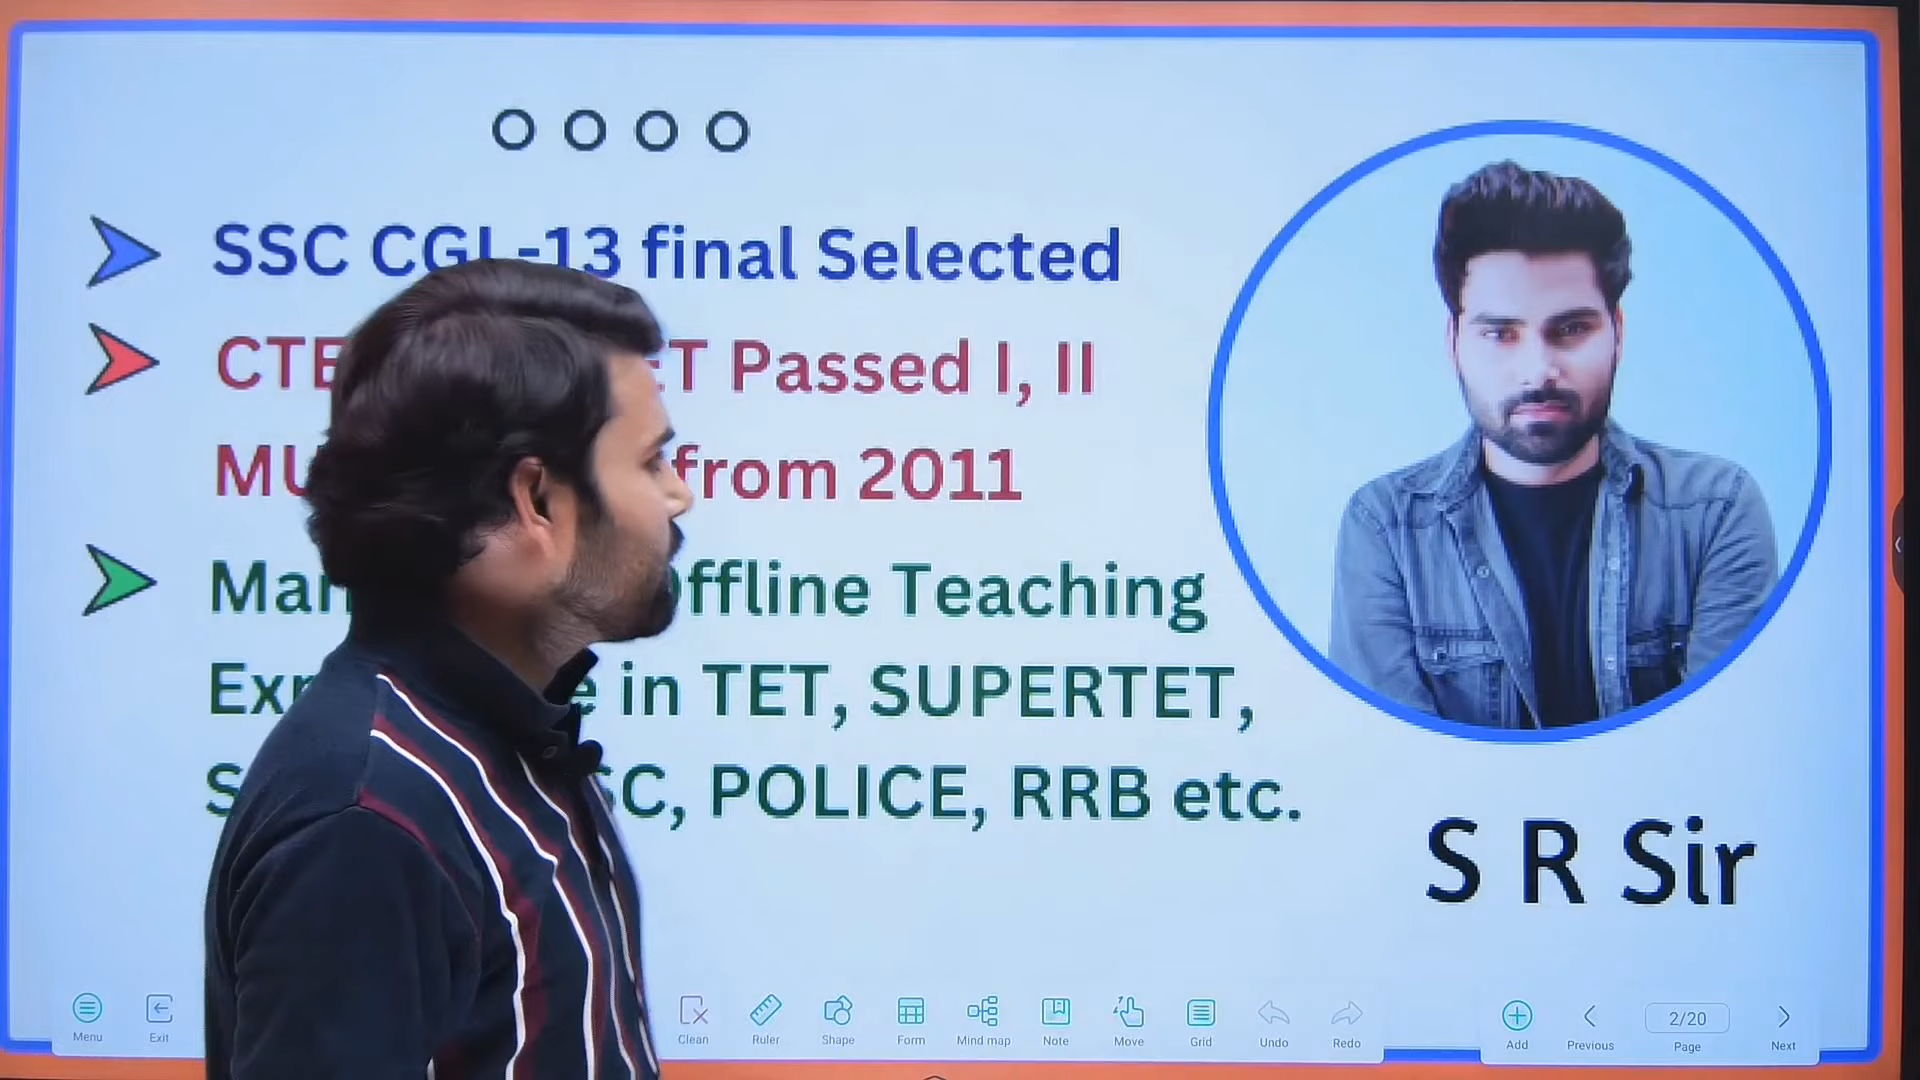 SSC CGL-13 final Selected
Passed I, II
from 2011
Teaching
in TET, SUPERTET,
POLICE, RRB etc.
S R Sir
Menu
Exit
Clean
Ruler
Shape
Form
Mind map
Note
Move
Grid
Undo
Redo
Add
Previous
2/20
Page
Next